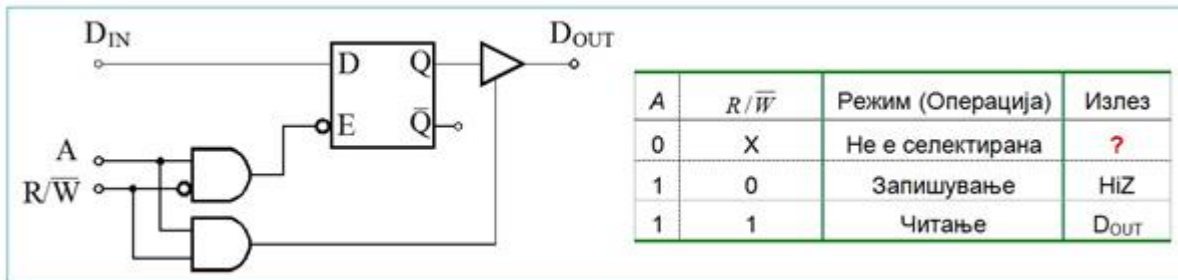 D_IN
D_OUT
D Q
E Q̅
A
R/W̅
A R/W̅ Режим (Операција) Излез
0 X Не е селектирана ?
1 0 Запишување HiZ
1 1 Читање D_OUT